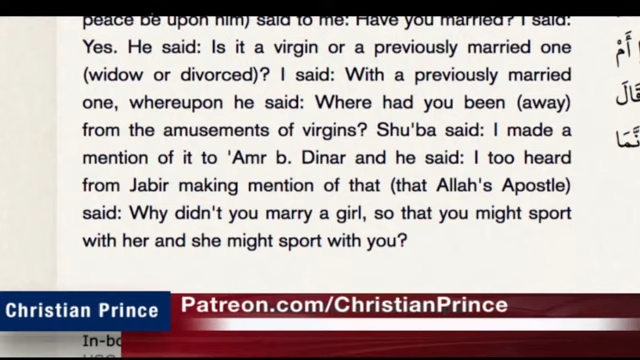 peace be upon him) said to me: Have you married? I said:
Yes. He said: Is it a virgin or a previously married one
(widow or divorced)? I said: With a previously married
one, whereupon he said: Where had you been (away)
from the amusements of virgins? Shu'ba said: I made a
mention of it to 'Amr b. Dinar and he said: I too heard
from Jabir making mention of that (that Allah's Apostle)
said: Why didn't you marry a girl, so that you might sport
with her and she might sport with you?
أَمْ
قَالَ
Christian Prince
Patreon.com/ChristianPrince